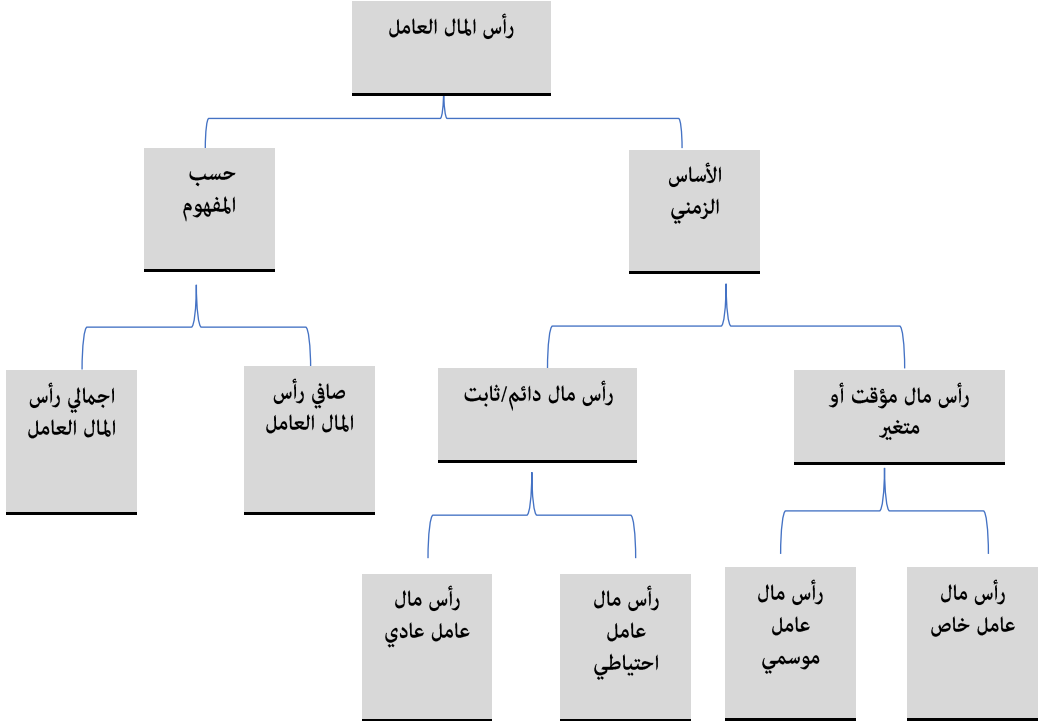 رأس المال العامل
الأساس
الزمني
حسب
المفهوم
رأس مال مؤقت أو
متغير
رأس مال دائم/ثابت
صافي رأس
المال العامل
اجمالي رأس
المال العامل
رأس مال
عامل خاص
رأس مال
عامل
موسمي
رأس مال
عامل
احتياطي
رأس مال
عامل عادي